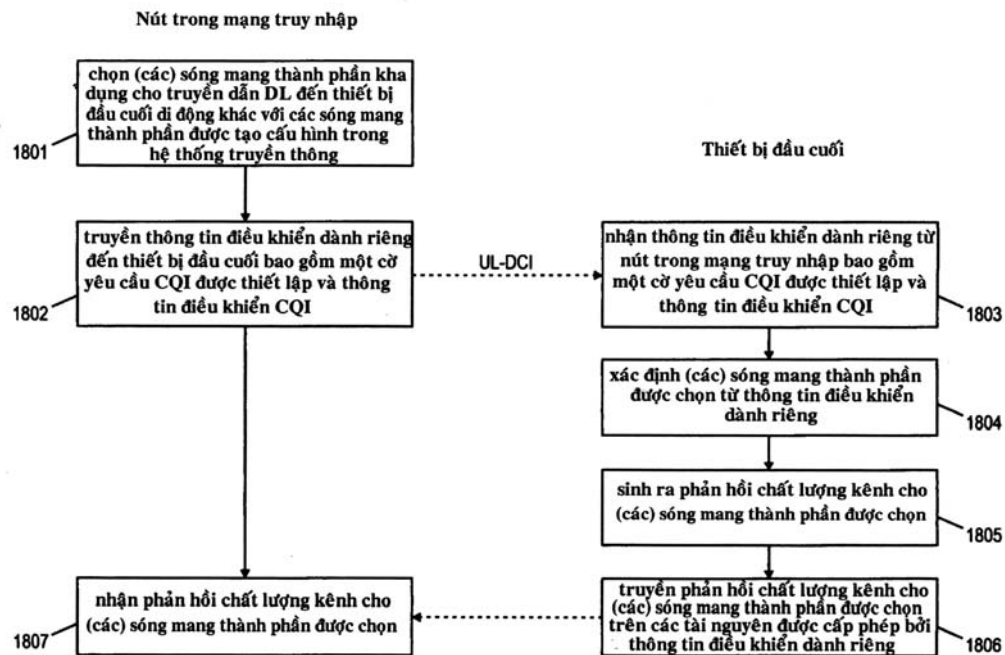 Nút trong mạng truy nhập
chọn (các) sóng mang thành phần kha
dụng cho truyền dẫn DL đến thiết bị
đầu cuối di động khác với các sóng mang
thành phần được tạo cấu hình trong
hệ thống truyền thông
1801
Thiết bị đầu cuối
truyền thông tin điều khiển dành riêng
đến thiết bị đầu cuối bao gồm một cờ
yêu cầu CQI được thiết lập và thông
tin điều khiển CQI
1802
UL-DCI
nhận thông tin điều khiển dành riêng từ
nút trong mạng truy nhập bao gồm
một cờ yêu cầu CQI được thiết lập và
thông tin điều khiển CQI
1803
xác định (các) sóng mang thành phần
được chọn từ thông tin điều khiển
dành riêng
1804
sinh ra phản hồi chất lượng kênh cho
(các) sóng mang thành phần được chọn
1805
nhận phản hồi chất lượng kênh cho
(các) sóng mang thành phần được chọn
1807
truyền phản hồi chất lượng kênh cho
(các) sóng mang thành phần được chọn
trên các tài nguyên được cấp phép bởi
thông tin điều khiển dành riêng
1806